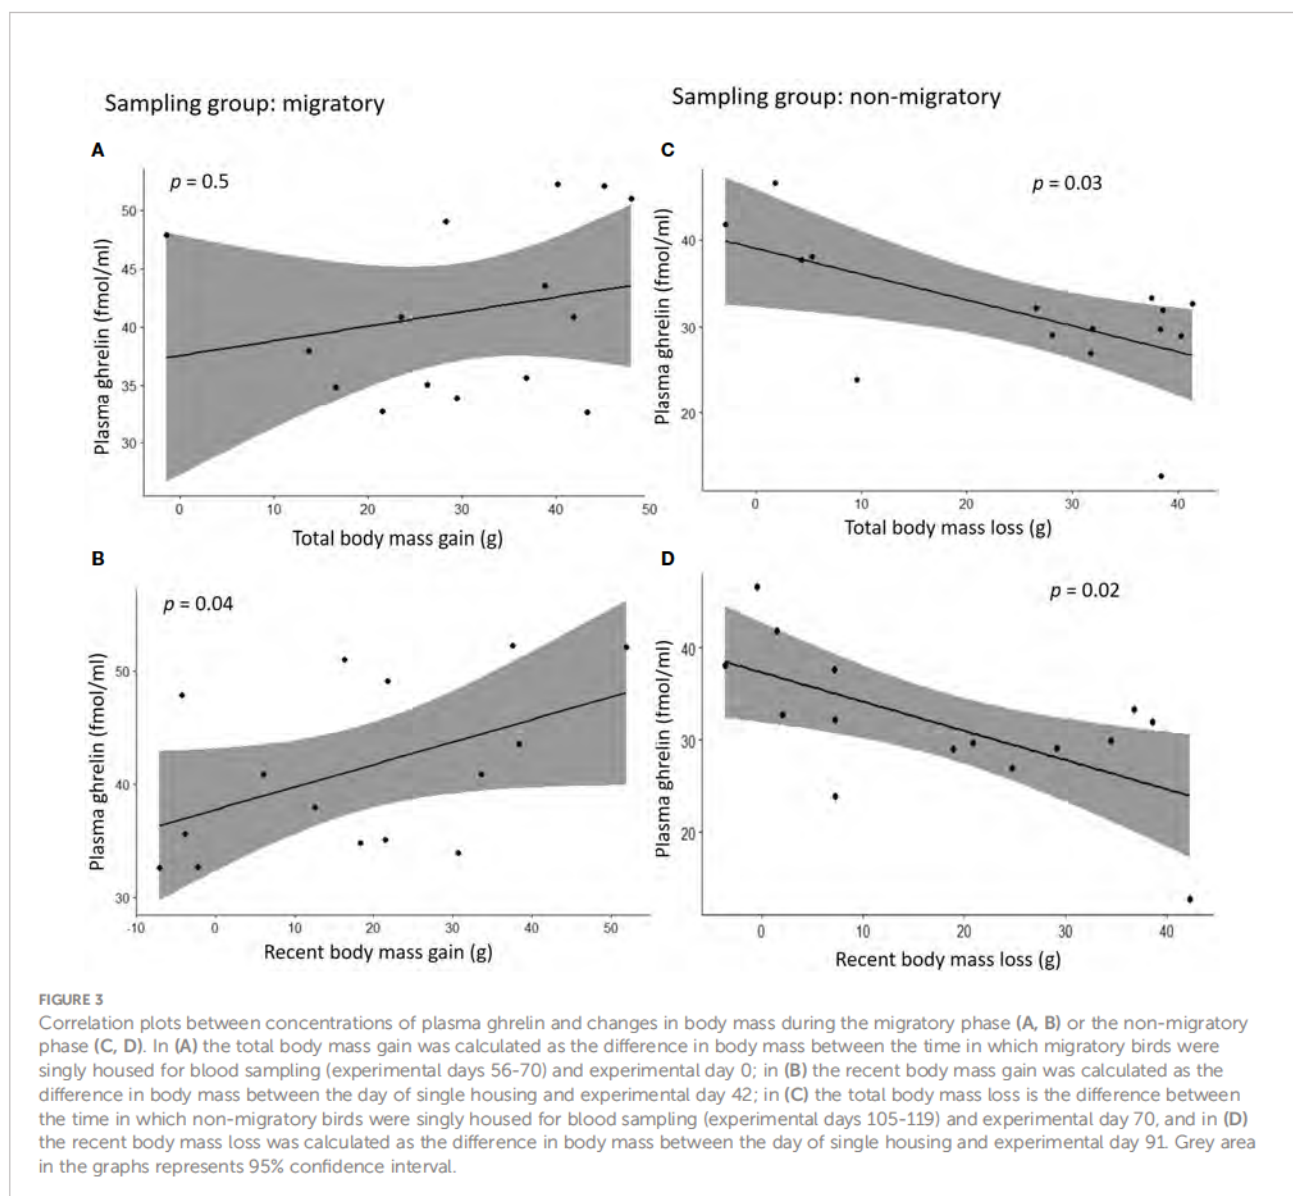 Sampling group: migratory
Sampling group: non-migratory
A
p = 0.5
Plasma ghrelin (fmol/ml)
50
45
40
35
30
0
10
20
30
40
50
Total body mass gain (g)
C
p = 0.03
Plasma ghrelin (fmol/ml)
40
30
20
0
10
20
30
40
Total body mass loss (g)
B
p = 0.04
Plasma ghrelin (fmol/ml)
50
40
30
-10
0
10
20
30
40
50
Recent body mass gain (g)
D
p = 0.02
Plasma ghrelin (fmol/ml)
40
30
20
0
10
20
30
40
Recent body mass loss (g)
FIGURE 3
Correlation plots between concentrations of plasma ghrelin and changes in body mass during the migratory phase (A, B) or the non-migratory
phase (C, D). In (A) the total body mass gain was calculated as the difference in body mass between the time in which migratory birds were
singly housed for blood sampling (experimental days 56-70) and experimental day 0; in (B) the recent body mass gain was calculated as the
difference in body mass between the day of single housing and experimental day 42; in (C) the total body mass loss is the difference between
the time in which non-migratory birds were singly housed for blood sampling (experimental days 105-119) and experimental day 70, and in (D)
the recent body mass loss was calculated as the difference in body mass between the day of single housing and experimental day 91. Grey area
in the graphs represents 95% confidence interval.